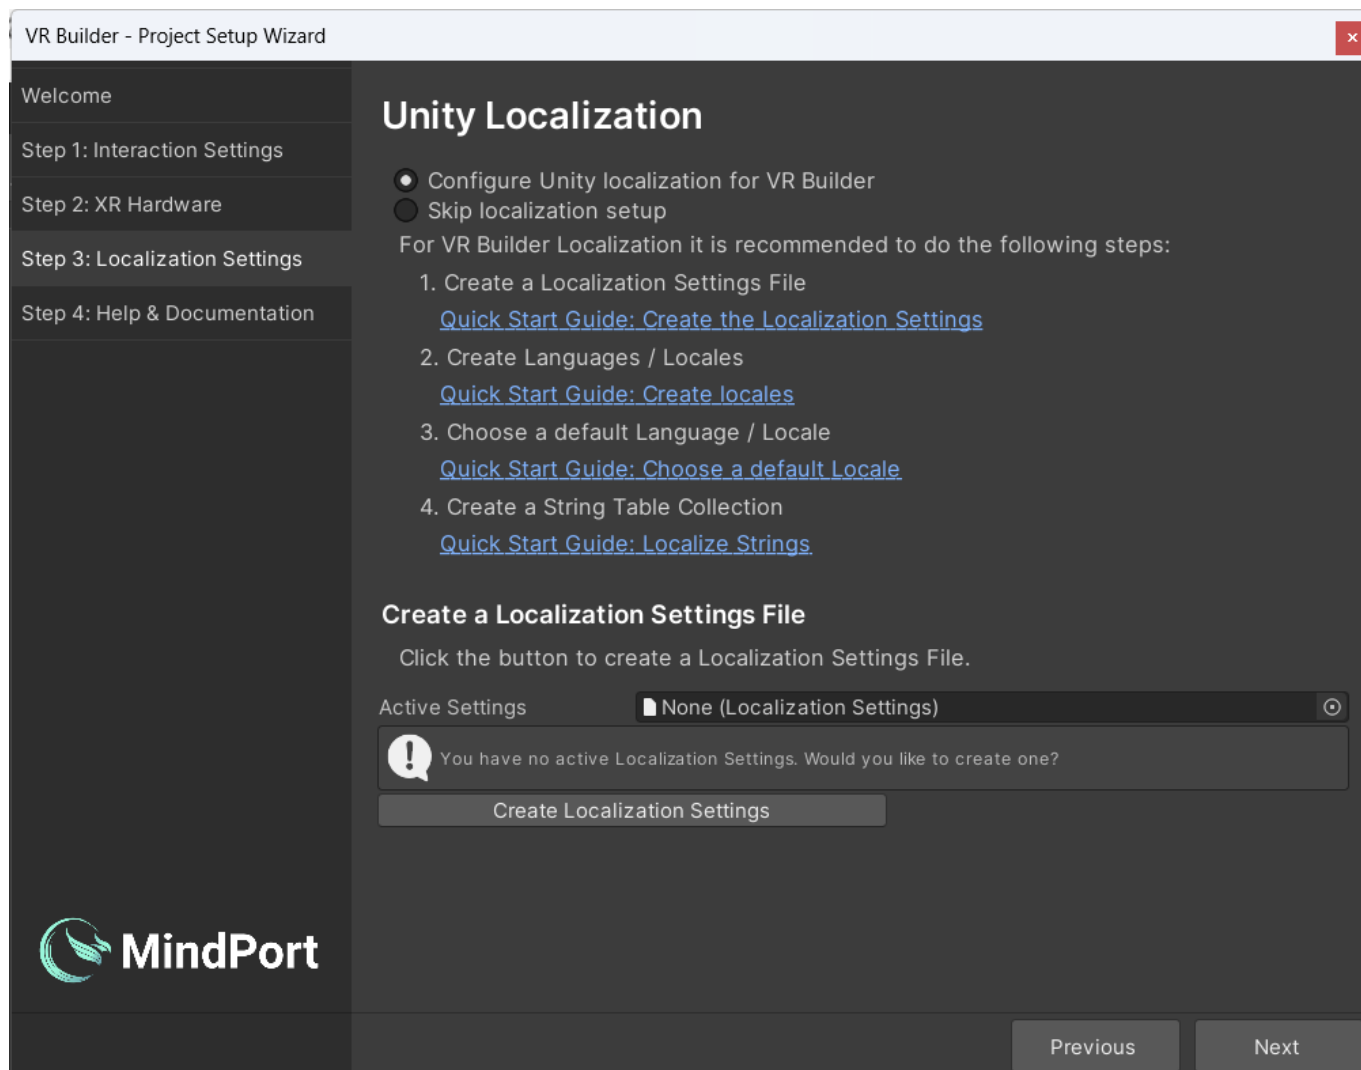 VR Builder - Project Setup Wizard
Welcome
Step 1: Interaction Settings
Step 2: XR Hardware
Step 3: Localization Settings
Step 4: Help & Documentation
MindPort
Unity Localization
Configure Unity localization for VR Builder
Skip localization setup
For VR Builder Localization it is recommended to do the following steps:
1. Create a Localization Settings File
Quick Start Guide: Create the Localization Settings
2. Create Languages / Locales
Quick Start Guide: Create locales
3. Choose a default Language / Locale
Quick Start Guide: Choose a default Locale
4. Create a String Table Collection
Quick Start Guide: Localize Strings
Create a Localization Settings File
Click the button to create a Localization Settings File.
Active Settings None (Localization Settings)
You have no active Localization Settings. Would you like to create one?
Create Localization Settings
Previous Next